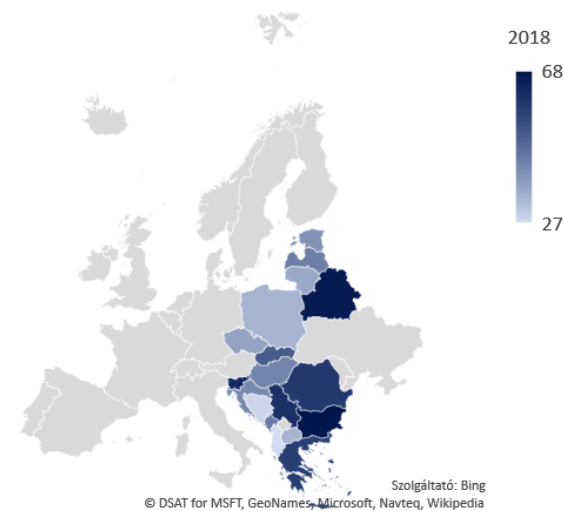 2018
68
27
Szolgáltató: Bing
© DSAT for MSFT, GeoNames, Microsoft, Navteq, Wikipedia